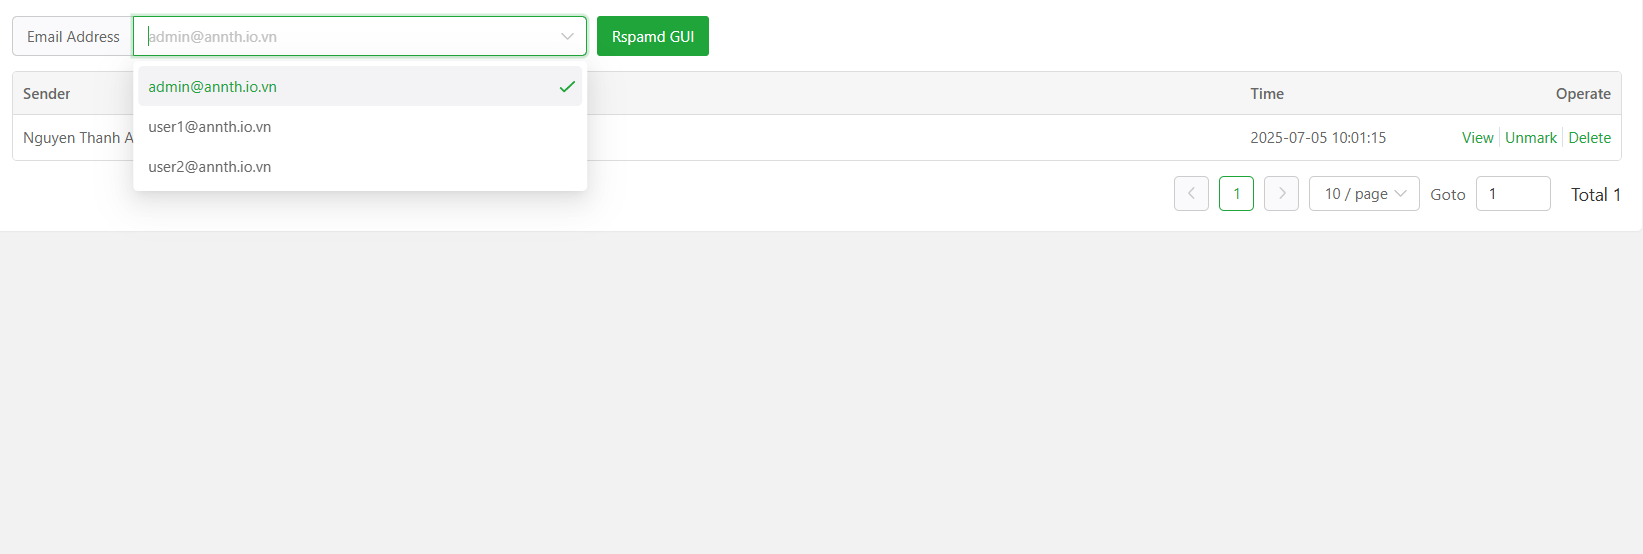 Email Address admin@annth.io.vn Rspamd GUI
admin@annth.io.vn
user1@annth.io.vn
user2@annth.io.vn
Sender Time Operate
Nguyen Thanh A 2025-07-05 10:01:15 View Unmark Delete
1 10 / page Goto 1 Total 1